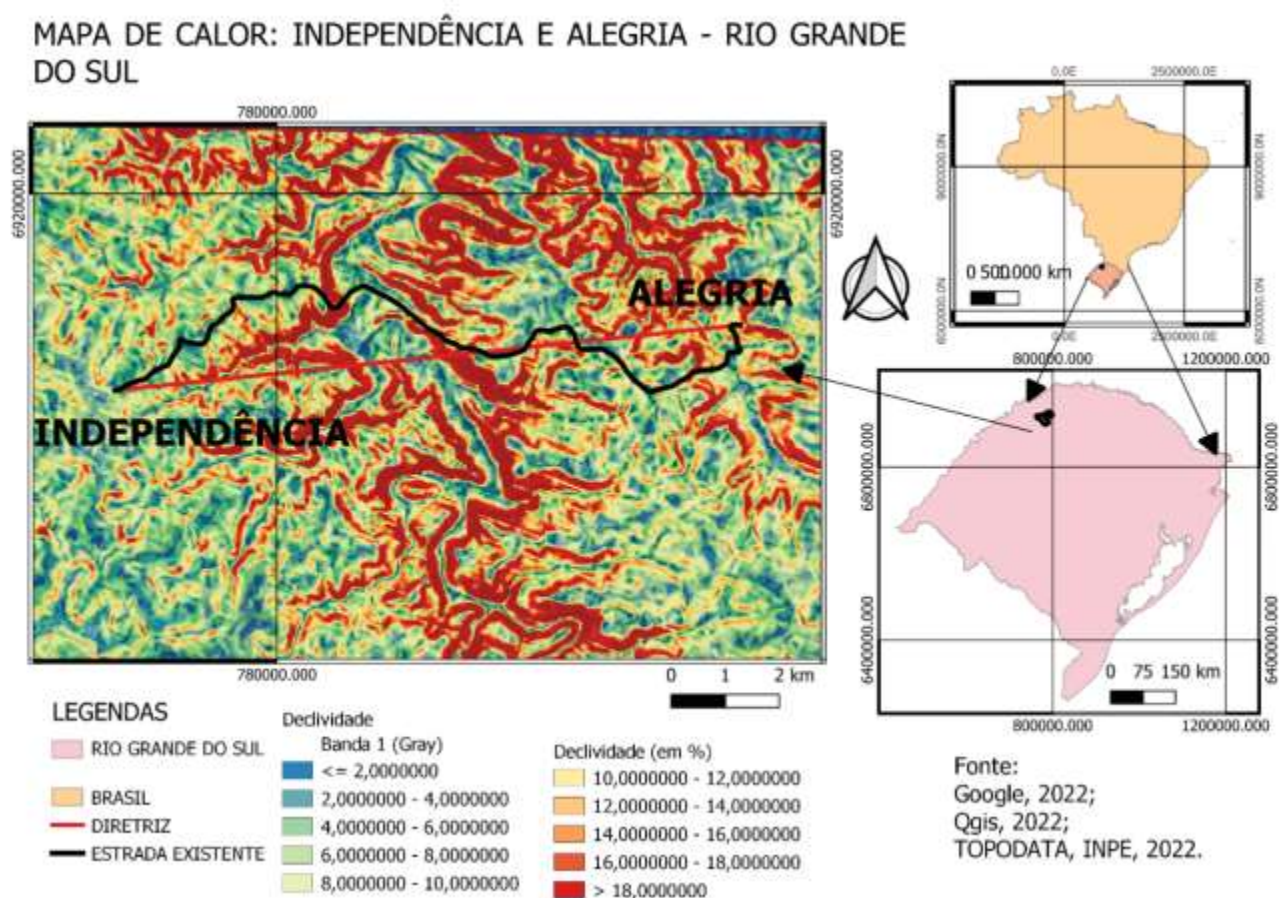 MAPA DE CALOR: INDEPENDÊNCIA E ALEGRIA - RIO GRANDE
DO SUL
780000.000
6920000.000
6920000.000
ALEGRIA
INDEPENDÊNCIA
780000.000
0 1 2 km
0,0E 2500000.0E
9000000.0N
9000000.0N
6000000.0N
6000000.0N
0,0E 2500000.0E
800000.000 1200000.000
6800000.000
6800000.000
6400000.000
6400000.000
0 75 150 km
800000.000 1200000.000
LEGENDAS
RIO GRANDE DO SUL
BRASIL
DIRETRIZ
ESTRADA EXISTENTE
Declividade
Banda 1 (Gray)
<= 2,0000000
2,0000000 - 4,0000000
4,0000000 - 6,0000000
6,0000000 - 8,0000000
8,0000000 - 10,0000000
Declividade (em %)
10,0000000 - 12,0000000
12,0000000 - 14,0000000
14,0000000 - 16,0000000
16,0000000 - 18,0000000
> 18,0000000
Fonte:
Google, 2022;
Qgis, 2022;
TOPODATA, INPE, 2022.